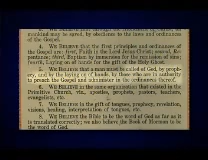 mankind may be saved, by obedience to the laws and ordinances
of the Gospel.
4. WE BELIEVE that the first principles and ordinances of
the Gospel are: first, Faith in the Lord Jesus Christ; second, Re-
pentance; third, Baptism by immersion for the remission of sins;
fourth, Laying on of hands for the gift of the Holy Ghost.
5. WE BELIEVE that a man must be called of God, by proph-
ecy, and by the laying on of hands, by those who are in authority
to preach the Gospel and administer in the ordinances thereof.
6. WE BELIEVE in the same organization that existed in the
Primitive Church, viz., apostles, prophets, pastors, teachers,
evangelists, etc.
7. WE BELIEVE in the gift of tongues, prophecy, revelation,
visions, healing, interpretation of tongues, etc.
8. WE BELIEVE the Bible to be the word of God as far as
it is translated correctly; we also believe the Book of Mormon to be
the word of God.